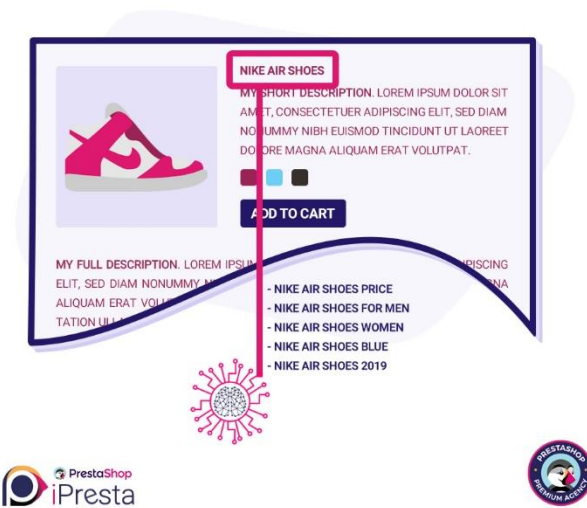 NIKE AIR SHOES
MY SHORT DESCRIPTION. LOREM IPSUM DOLOR SIT
AMET, CONSECTETUER ADIPISCING ELIT, SED DIAM
NONUMMY NIBH EUISMOD TINCIDUNT UT LAOREET
DOLORE MAGNA ALIQUAM ERAT VOLUTPAT.
ADD TO CART
MY FULL DESCRIPTION. LOREM IPSUM
ELIT, SED DIAM NONUMMY
ALIQUAM ERAT
TATION
- NIKE AIR SHOES PRICE
- NIKE AIR SHOES FOR MEN
- NIKE AIR SHOES WOMEN
- NIKE AIR SHOES BLUE
- NIKE AIR SHOES 2019
PrestaShop
iPresta
PRESTASHOP
PREMIUM AGENCY